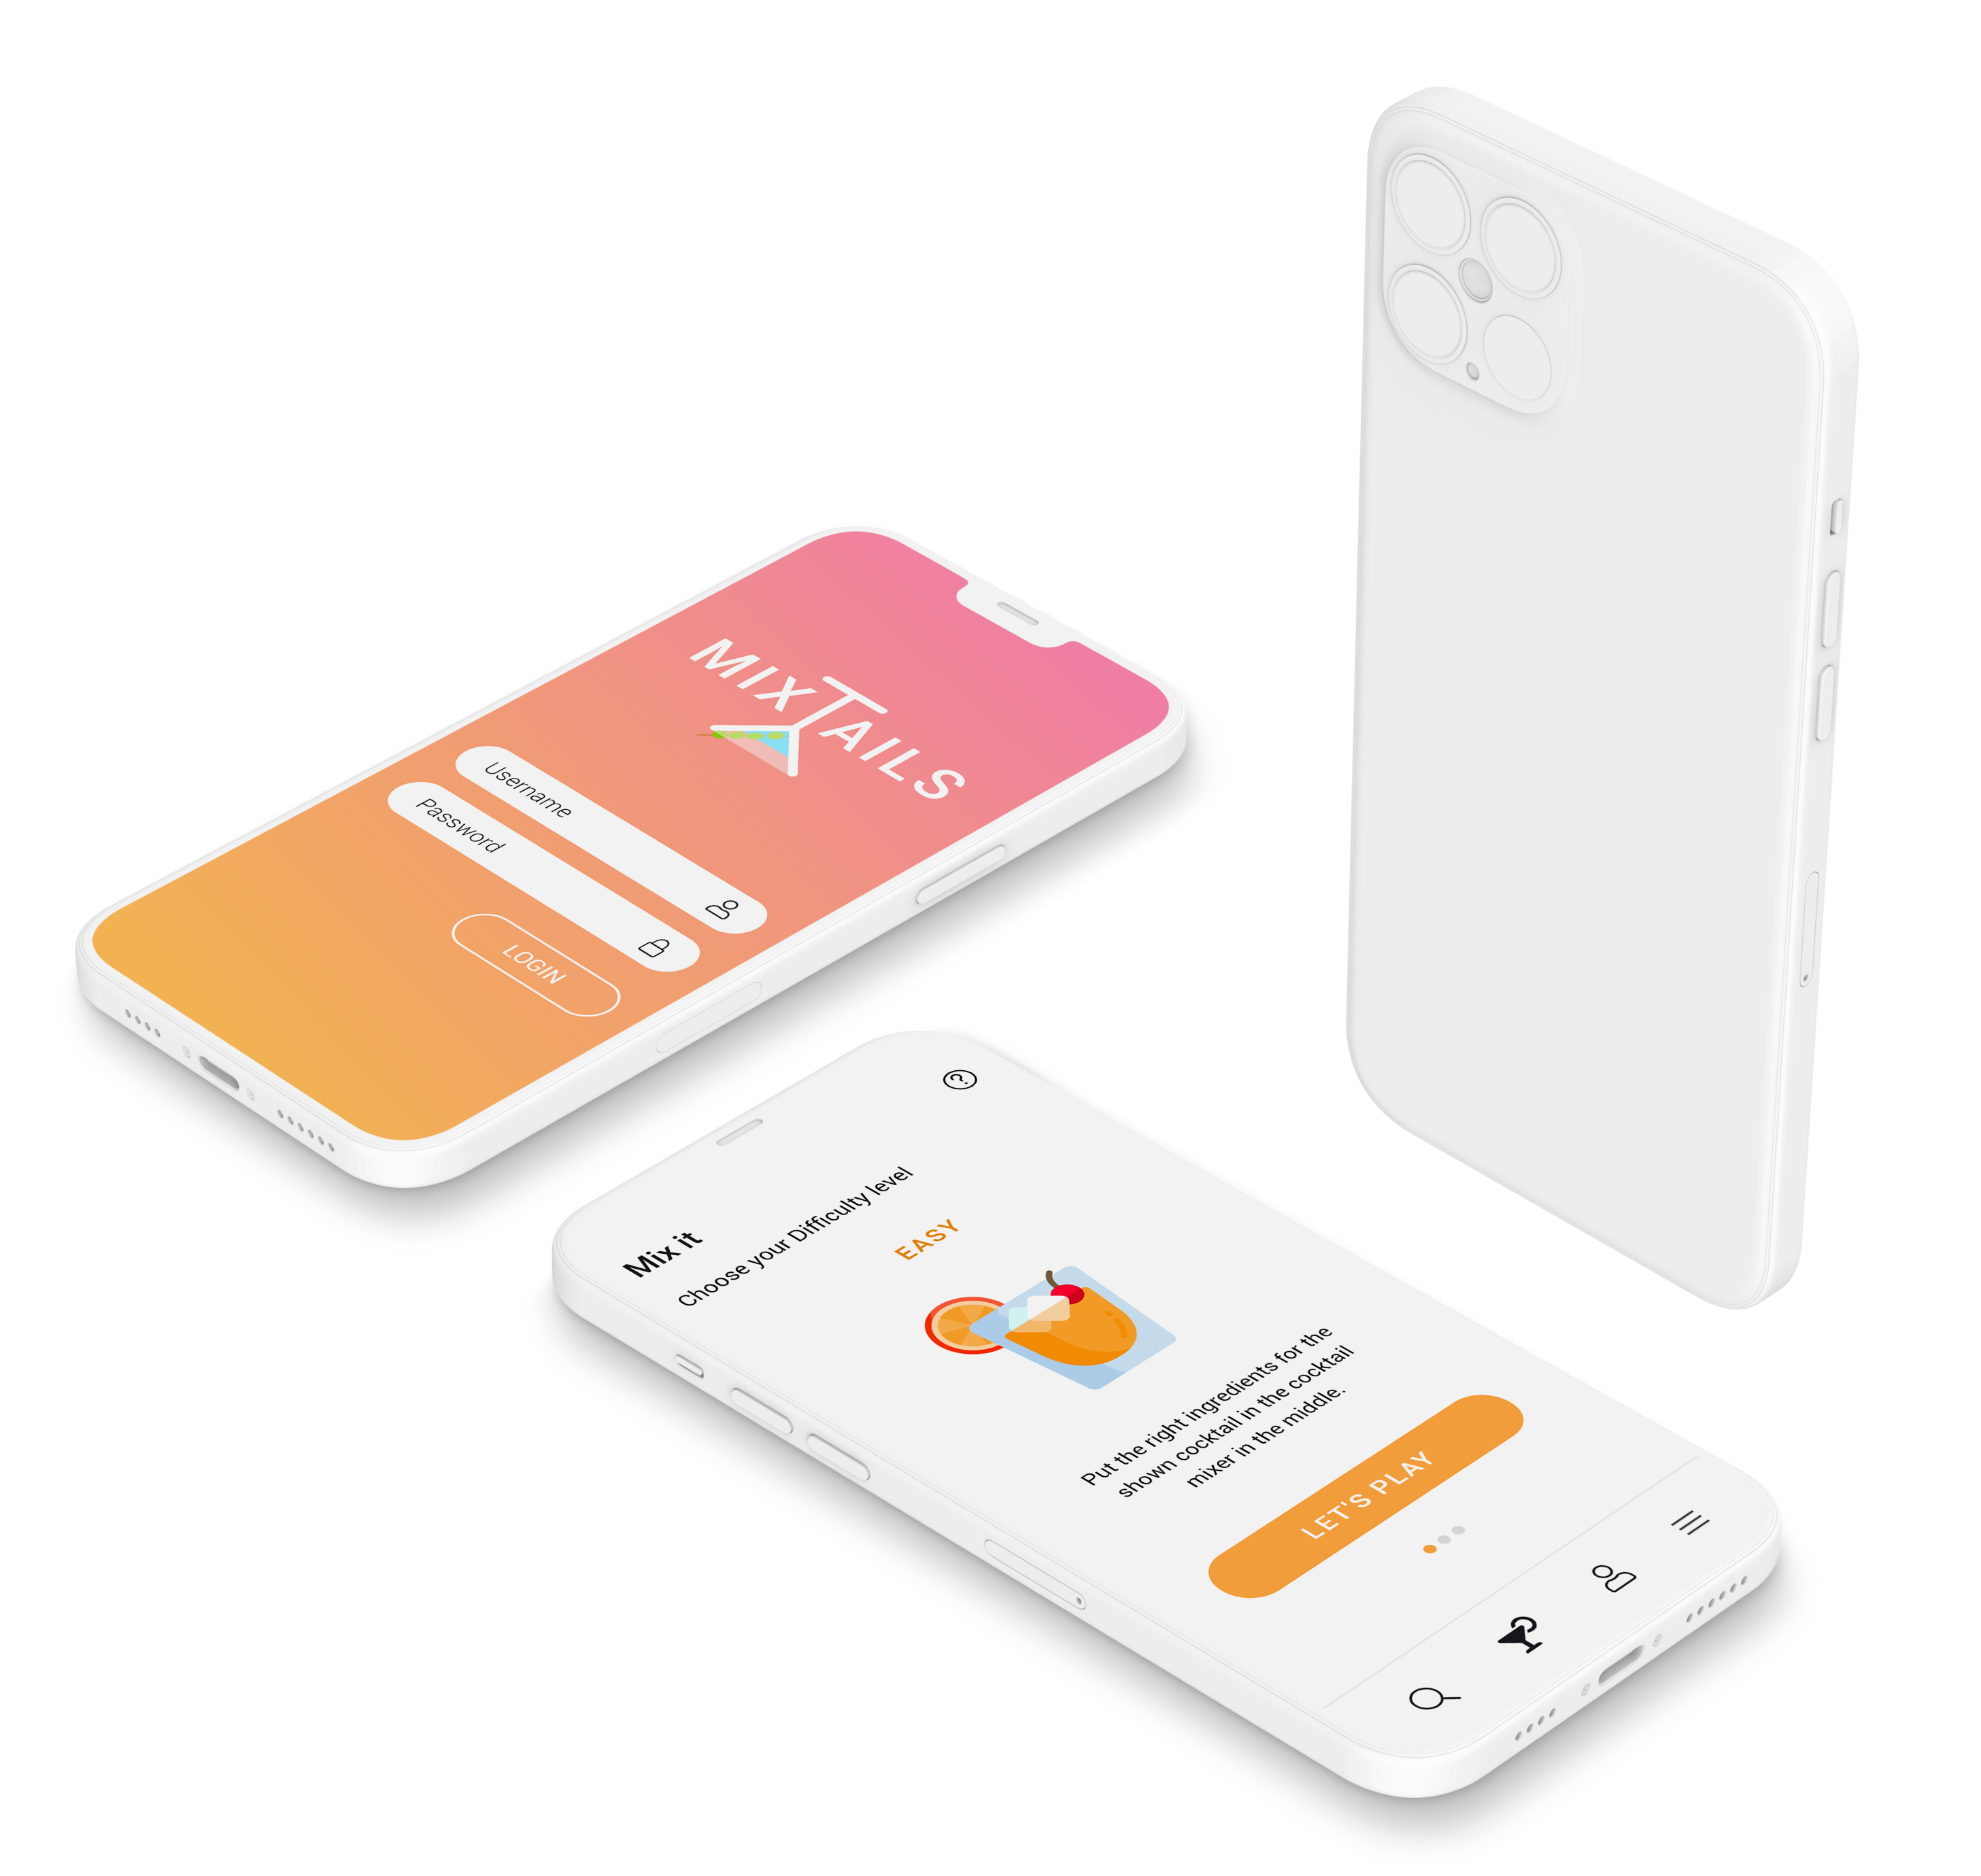 MIXTAILS
Username
Password
LOGIN
Mix it
Choose your Difficulty level
EASY
Put the right ingredients for the
shown cocktail in the cocktail
mixer in the middle.
LET'S PLAY